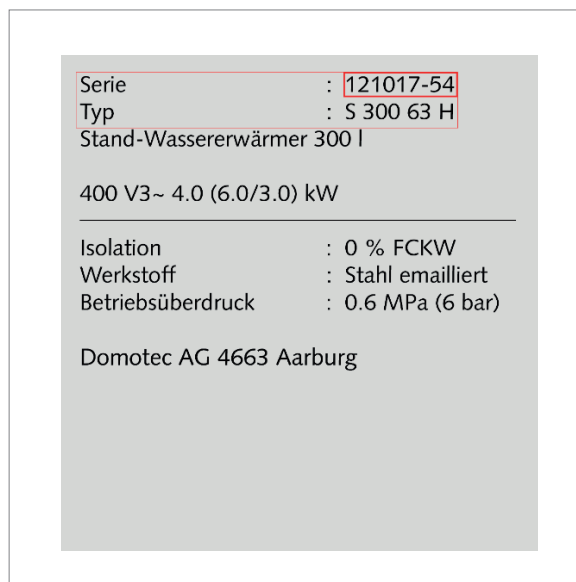 Serie : 121017-54
Typ : S 300 63 H
Stand-Wassererwärmer 300 l
400 V3~ 4.0 (6.0/3.0) kW
Isolation : 0 % FCKW
Werkstoff : Stahl emailliert
Betriebsüberdruck : 0.6 MPa (6 bar)
Domotec AG 4663 Aarburg